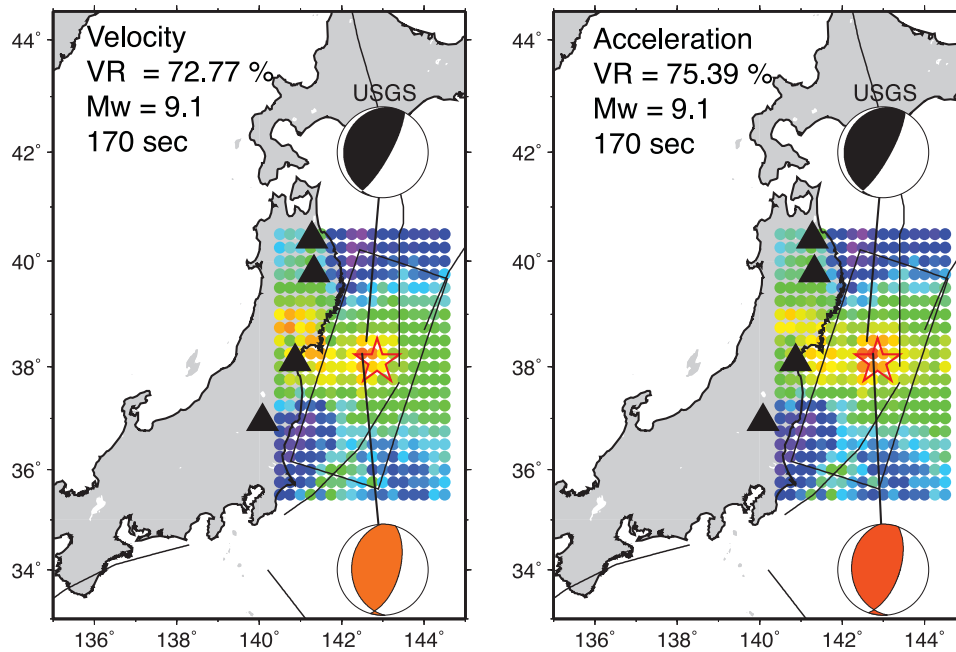 Velocity
VR = 72.77 %
Mw = 9.1
170 sec
USGS
44°
42°
40°
38°
36°
34°
136° 138° 140° 142° 144°
Acceleration
VR = 75.39 %
Mw = 9.1
170 sec
USGS
44°
42°
40°
38°
36°
34°
136° 138° 140° 142° 144°